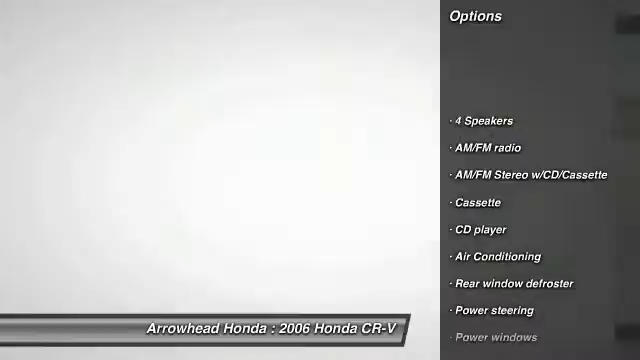 Options
· 4 Speakers
· AM/FM radio
· AM/FM Stereo w/CD/Cassette
· Cassette
· CD player
· Air Conditioning
· Rear window defroster
· Power steering
· Power windows
Arrowhead Honda : 2006 Honda CR-V